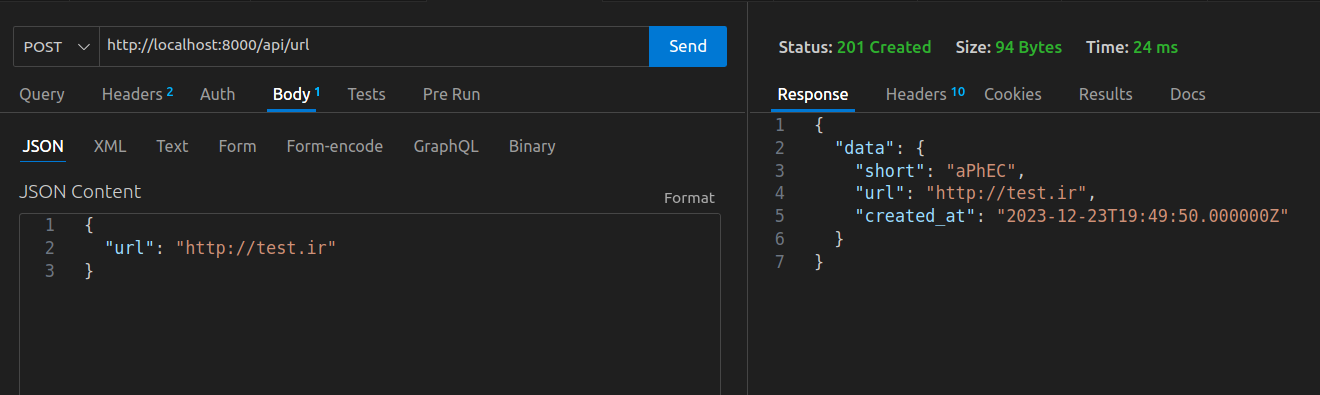 POST http://localhost:8000/api/url Send
Query Headers 2 Auth Body 1 Tests Pre Run
JSON XML Text Form Form-encode GraphQL Binary
JSON Content Format
1 {
2 "url": "http://test.ir"
3 }
Status: 201 Created Size: 94 Bytes Time: 24 ms
Response Headers 10 Cookies Results Docs
1 {
2 "data": {
3 "short": "aPhEC",
4 "url": "http://test.ir",
5 "created_at": "2023-12-23T19:49:50.000000Z"
6 }
7 }